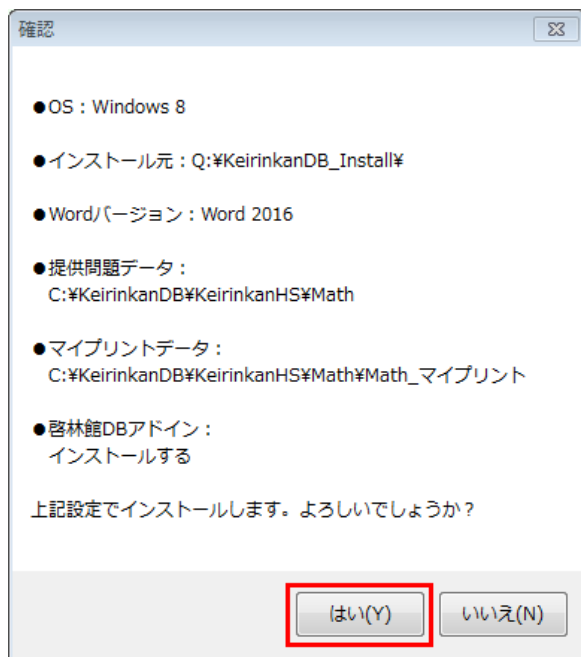 確認
●OS：Windows 8
●インストール元：Q:¥KeirinkanDB_Install¥
●Wordバージョン：Word 2016
●提供問題データ：
C:¥KeirinkanDB¥KeirinkanHS¥Math
●マイプリントデータ：
C:¥KeirinkanDB¥KeirinkanHS¥Math¥Math_マイプリント
●啓林館DBアドイン：
インストールする
上記設定でインストールします。よろしいでしょうか？
はい(Y) いいえ(N)